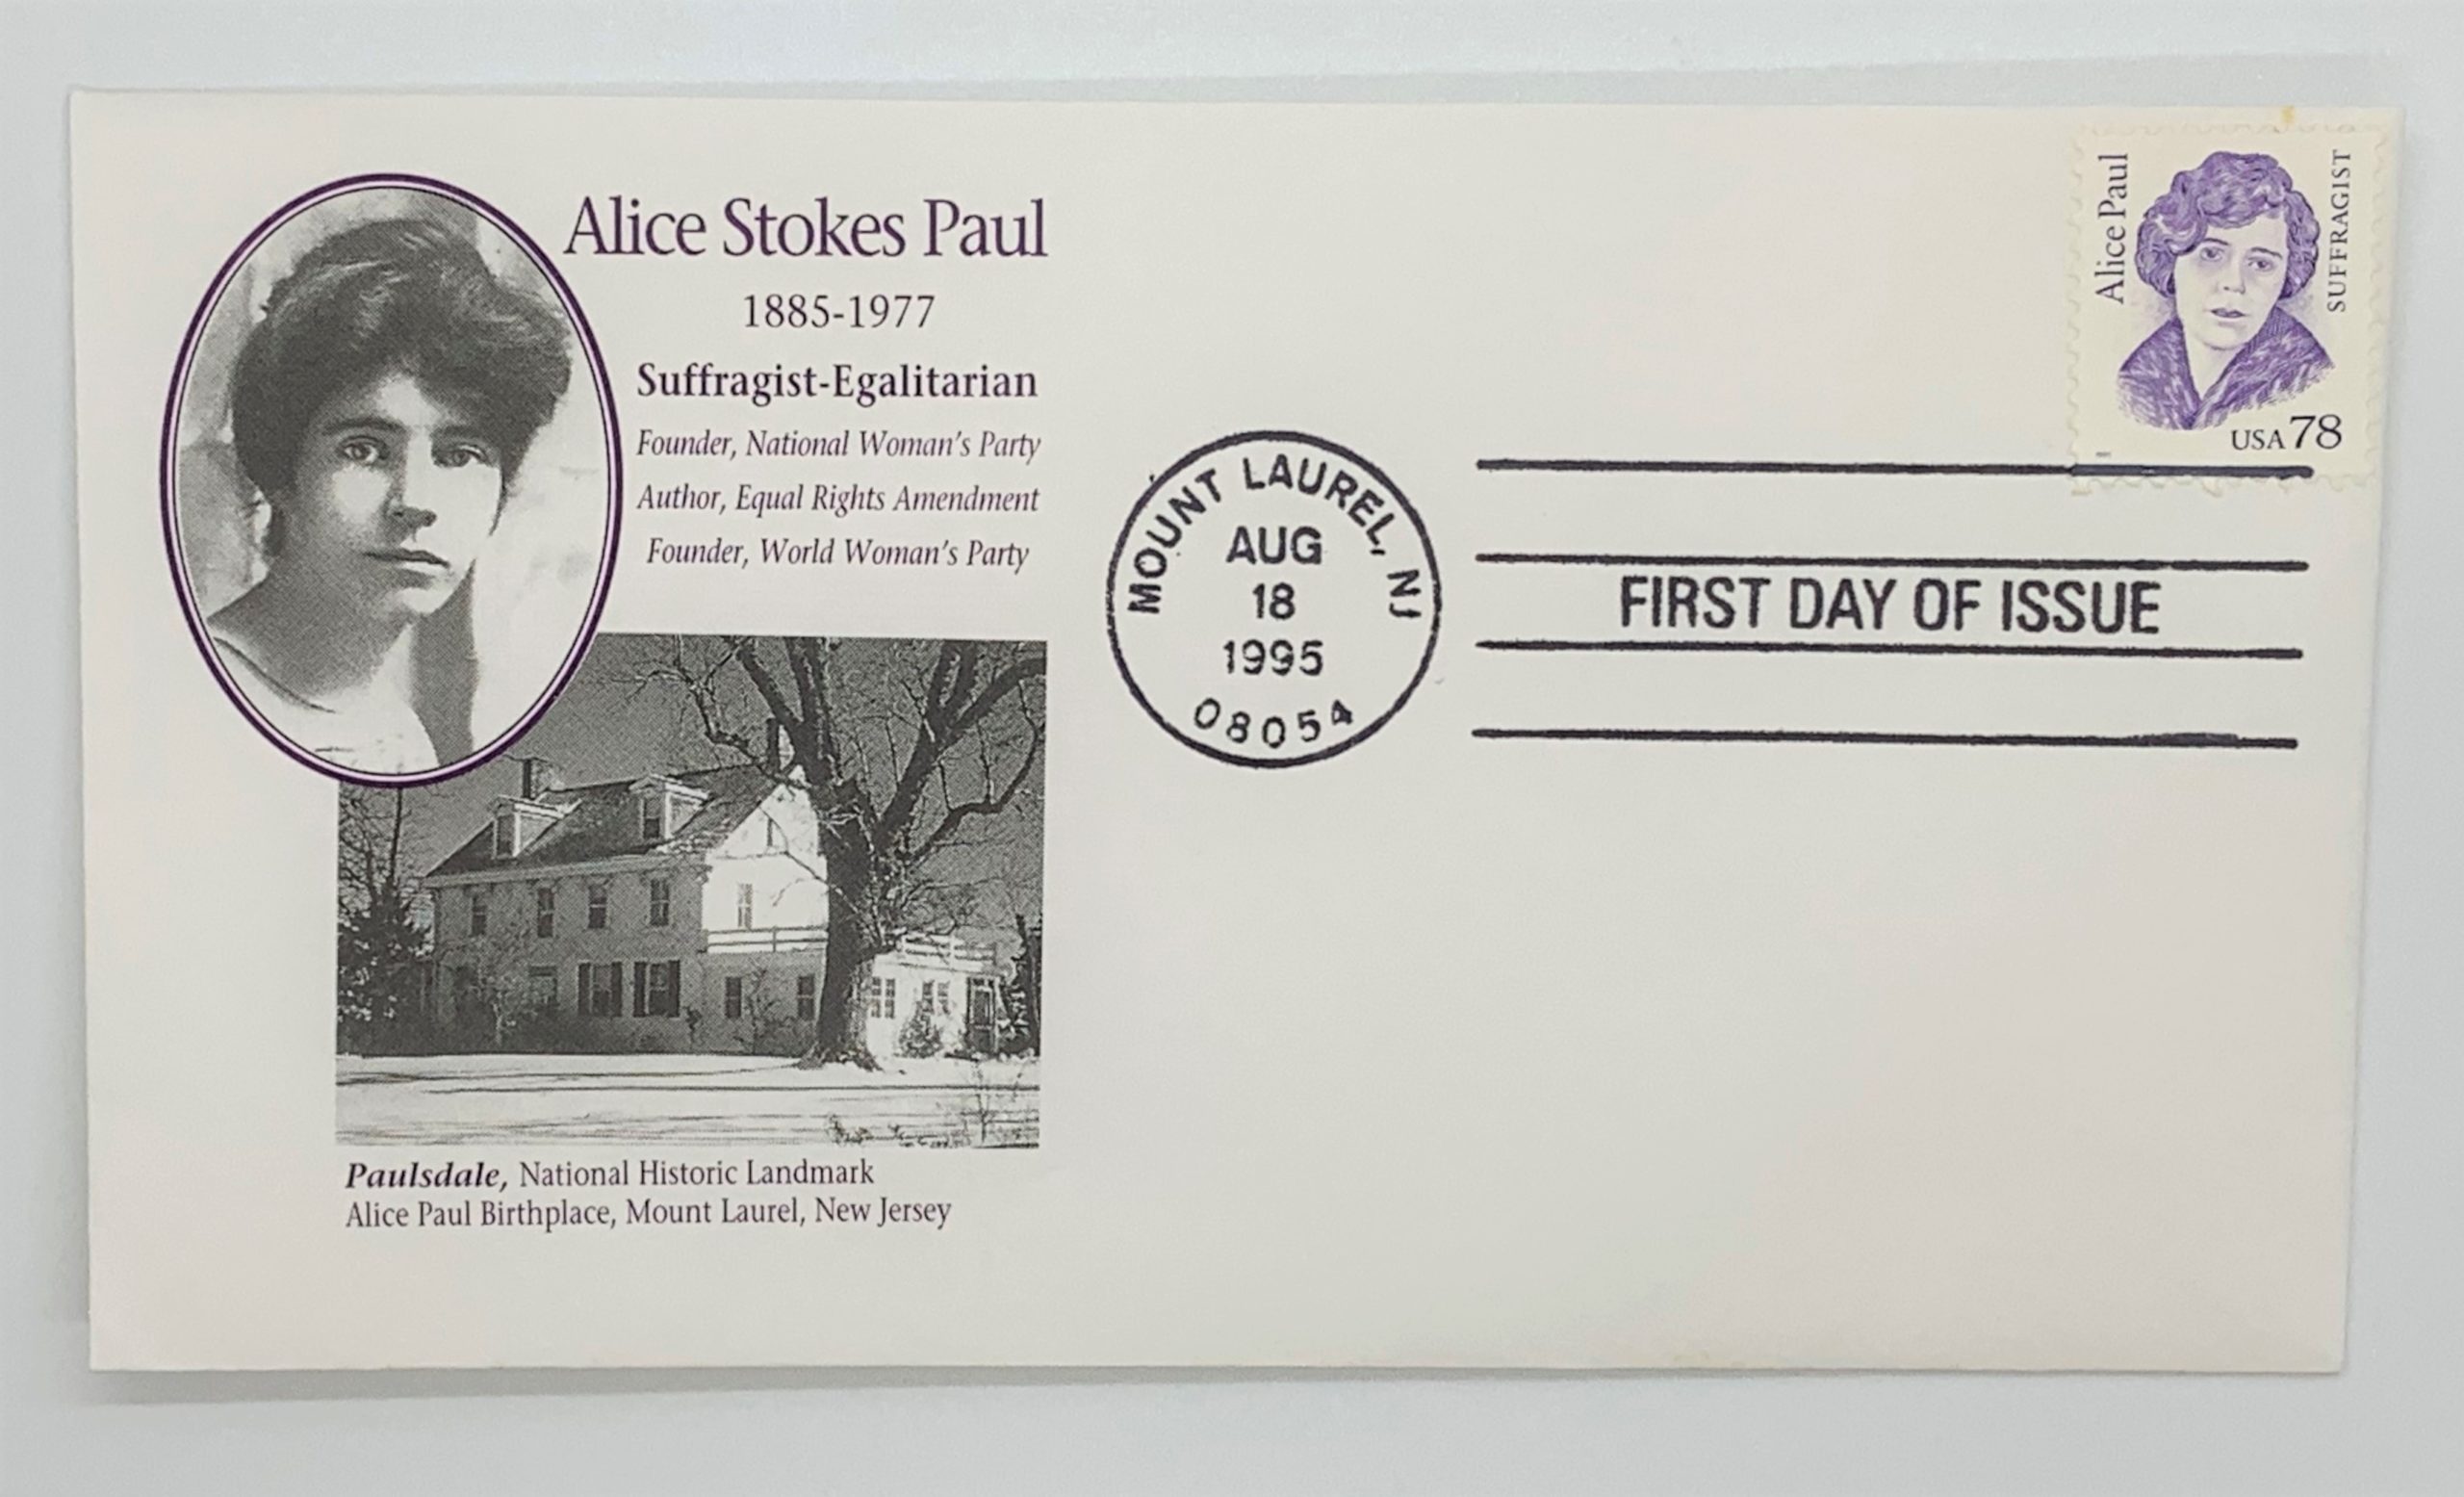 Alice Stokes Paul
1885-1977
Suffragist-Egalitarian
Founder, National Woman's Party
Author, Equal Rights Amendment
Founder, World Woman's Party
Paulsdale, National Historic Landmark
Alice Paul Birthplace, Mount Laurel, New Jersey
MOUNT LAUREL, NJ
AUG
18
1995
08054
FIRST DAY OF ISSUE
Alice Paul
SUFFRAGIST
USA 78